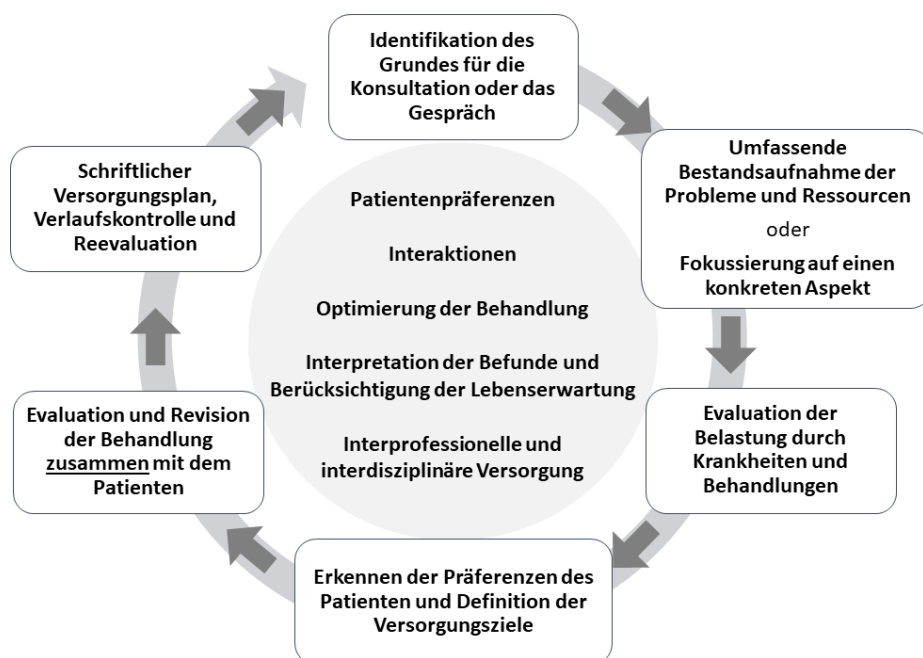 Identifikation des
Grundes für die
Konsultation oder das
Gespräch
Umfassende
Bestandsaufnahme der
Probleme und Ressourcen
oder
Fokussierung auf einen
konkreten Aspekt
Evaluation der
Belastung durch
Krankheiten und
Behandlungen
Erkennen der Präferenzen des
Patienten und Definition der
Versorgungsziele
Evaluation und Revision
der Behandlung
zusammen mit dem
Patienten
Schriftlicher
Versorgungsplan,
Verlaufskontrolle und
Reevaluation
Patientenpräferenzen
Interaktionen
Optimierung der Behandlung
Interpretation der Befunde und
Berücksichtigung der Lebenserwartung
Interprofessionelle und
interdisziplinäre Versorgung